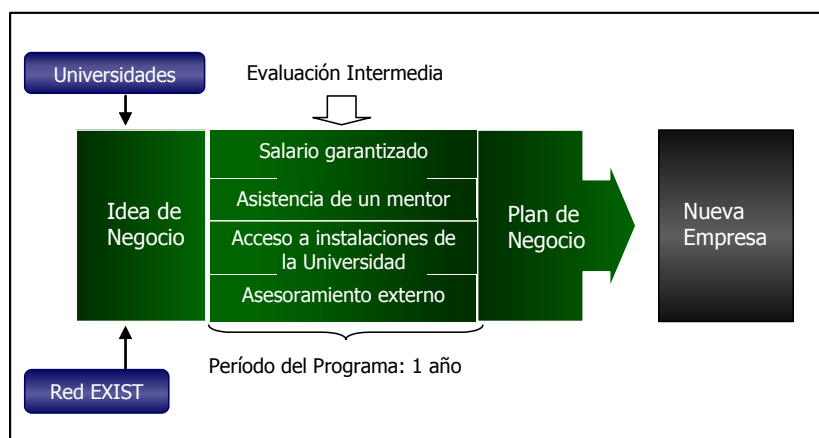 Universidades
Evaluación Intermedia
Idea de
Negocio
Salario garantizado
Asistencia de un mentor
Acceso a instalaciones de
la Universidad
Asesoramiento externo
Plan de
Negocio
Nueva
Empresa
Período del Programa: 1 año
Red EXIST